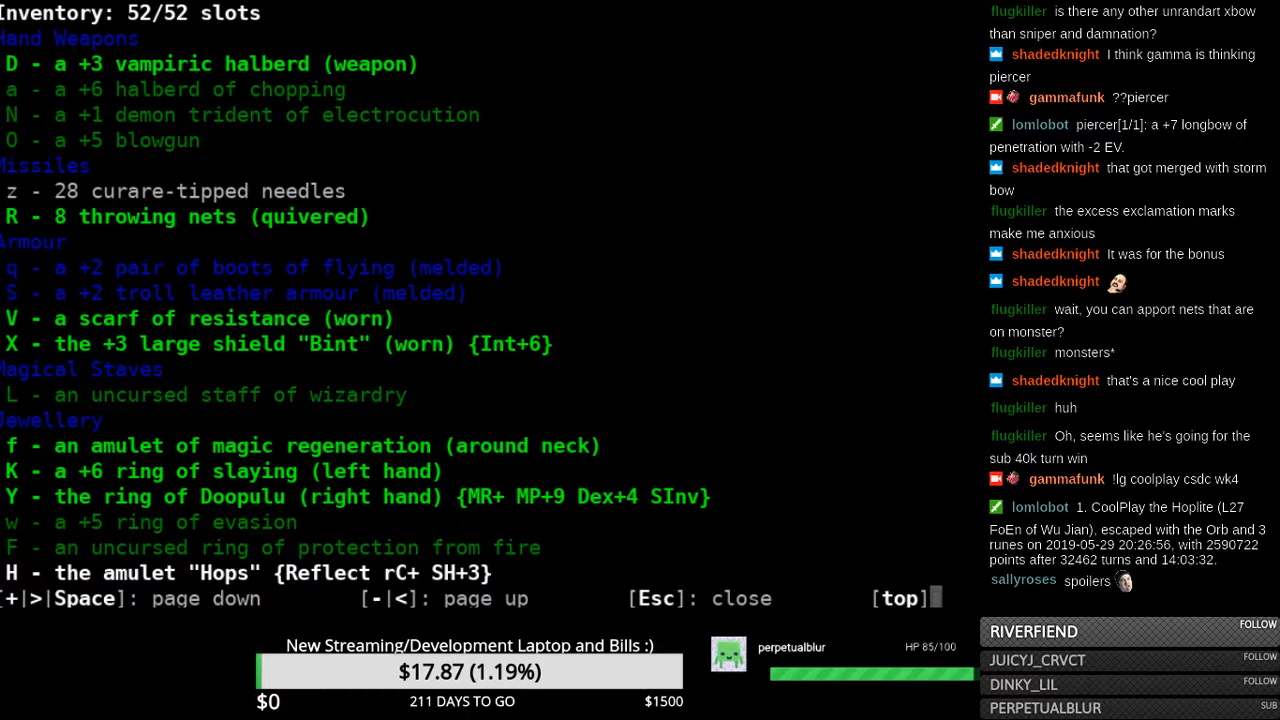 Inventory: 52/52 slots
Hand Weapons
D - a +3 vampiric halberd (weapon)
a - a +6 halberd of chopping
N - a +1 demon trident of electrocution
O - a +5 blowgun
Missiles
z - 28 curare-tipped needles
R - 8 throwing nets (quivered)
Armour
q - a +2 pair of boots of flying (melded)
S - a +2 troll leather armour (melded)
V - a scarf of resistance (worn)
X - the +3 large shield "Bint" (worn) {Int+6}
Magical Staves
L - an uncursed staff of wizardry
Jewellery
f - an amulet of magic regeneration (around neck)
K - a +6 ring of slaying (left hand)
Y - the ring of Doopulu (right hand) {MR+ MP+9 Dex+4 SInv}
w - a +5 ring of evasion
F - an uncursed ring of protection from fire
H - the amulet "Hops" {Reflect rC+ SH+3}
[+|>|Space]: page down [-|<]: page up [Esc]: close [top]
New Streaming/Development Laptop and Bills :)
$17.87 (1.19%)
$0 211 DAYS TO GO $1500
perpetualblur HP 85/100
flugkiller is there any other unrandart xbow
than sniper and damnation?
shadedknight I think gamma is thinking
piercer
gammafunk ??piercer
lomlobot piercer[1/1]: a +7 longbow of
penetration with -2 EV.
shadedknight that got merged with storm
bow
flugkiller the excess exclamation marks
make me anxious
shadedknight It was for the bonus
shadedknight
flugkiller wait, you can apport nets that are
on monster?
flugkiller monsters*
shadedknight that's a nice cool play
flugkiller huh
flugkiller Oh, seems like he's going for the
sub 40k turn win
gammafunk !lg coolplay csdc wk4
lomlobot 1. CoolPlay the Hoplite (L27
FoEn of Wu Jian), escaped with the Orb and 3
runes on 2019-05-29 20:26:56, with 2590722
points after 32462 turns and 14:03:32.
sallyroses spoilers
RIVERFIEND FOLLOW
JUICYJ_CRVCT FOLLOW
DINKY_LIL FOLLOW
PERPETUALBLUR SUB